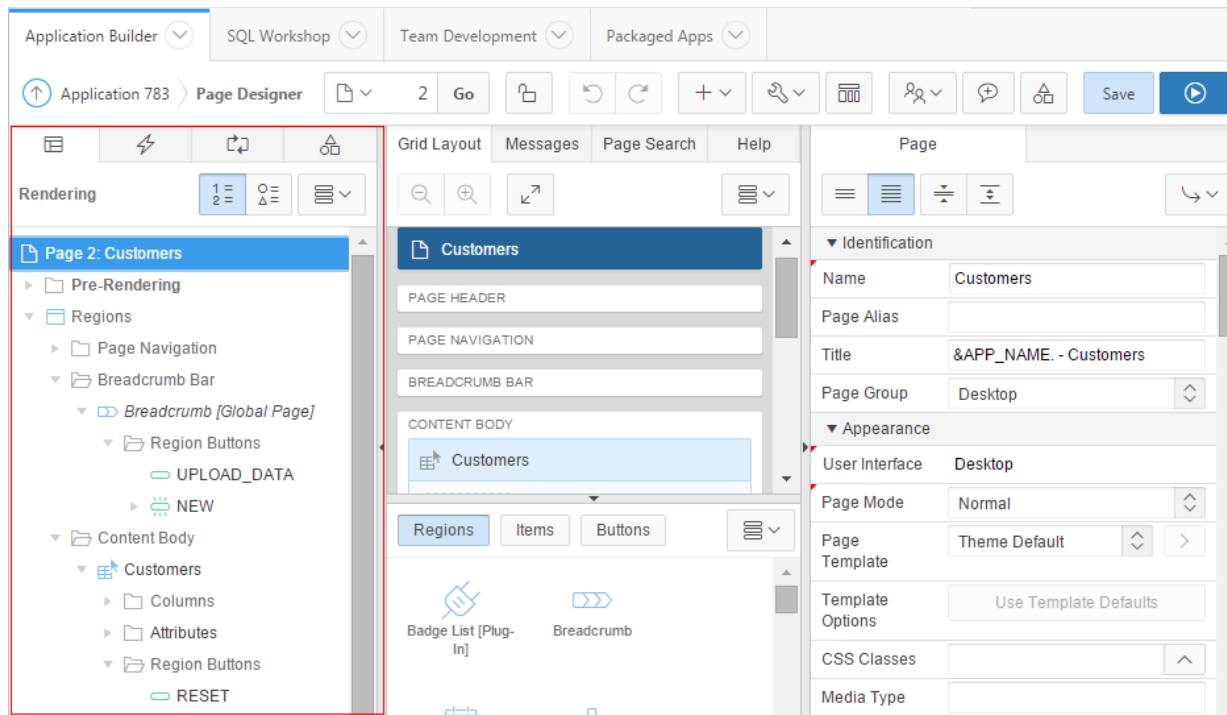 Application Builder
SQL Workshop
Team Development
Packaged Apps
Application 783
Page Designer
2
Go
Save
Rendering
Page 2: Customers
Pre-Rendering
Regions
Page Navigation
Breadcrumb Bar
Breadcrumb [Global Page]
Region Buttons
UPLOAD_DATA
NEW
Content Body
Customers
Columns
Attributes
Region Buttons
RESET
Grid Layout
Messages
Page Search
Help
Customers
PAGE HEADER
PAGE NAVIGATION
BREADCRUMB BAR
CONTENT BODY
Customers
Regions
Items
Buttons
Badge List [Plug-
In]
Breadcrumb
Page
Identification
Name
Customers
Page Alias
Title
&APP_NAME. - Customers
Page Group
Desktop
Appearance
User Interface
Desktop
Page Mode
Normal
Page
Template
Theme Default
Template
Options
Use Template Defaults
CSS Classes
Media Type